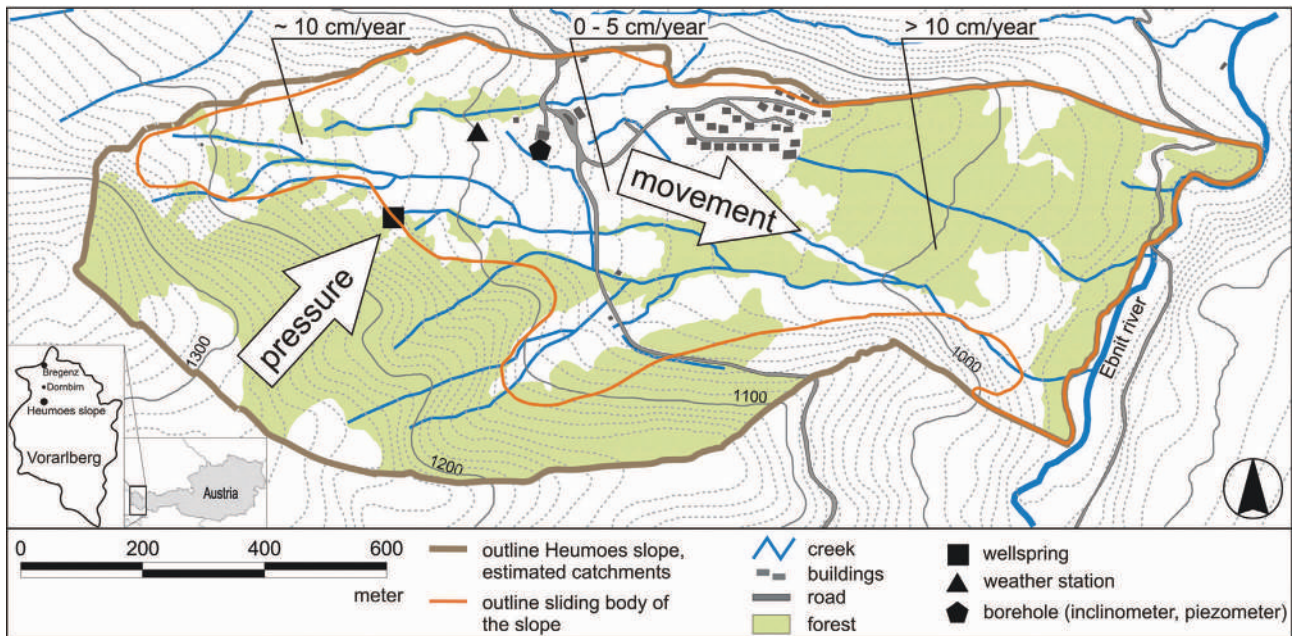 ~ 10 cm/year
0 - 5 cm/year
> 10 cm/year
movement
pressure
Ebnit river
1300
1200
1100
1000
Bregenz
Dornbirn
Heumoes slope
Vorarlberg
Austria
0 200 400 600
meter
outline Heumoes slope,
estimated catchments
outline sliding body of
the slope
creek
buildings
road
forest
wellspring
weather station
borehole (inclinometer, piezometer)